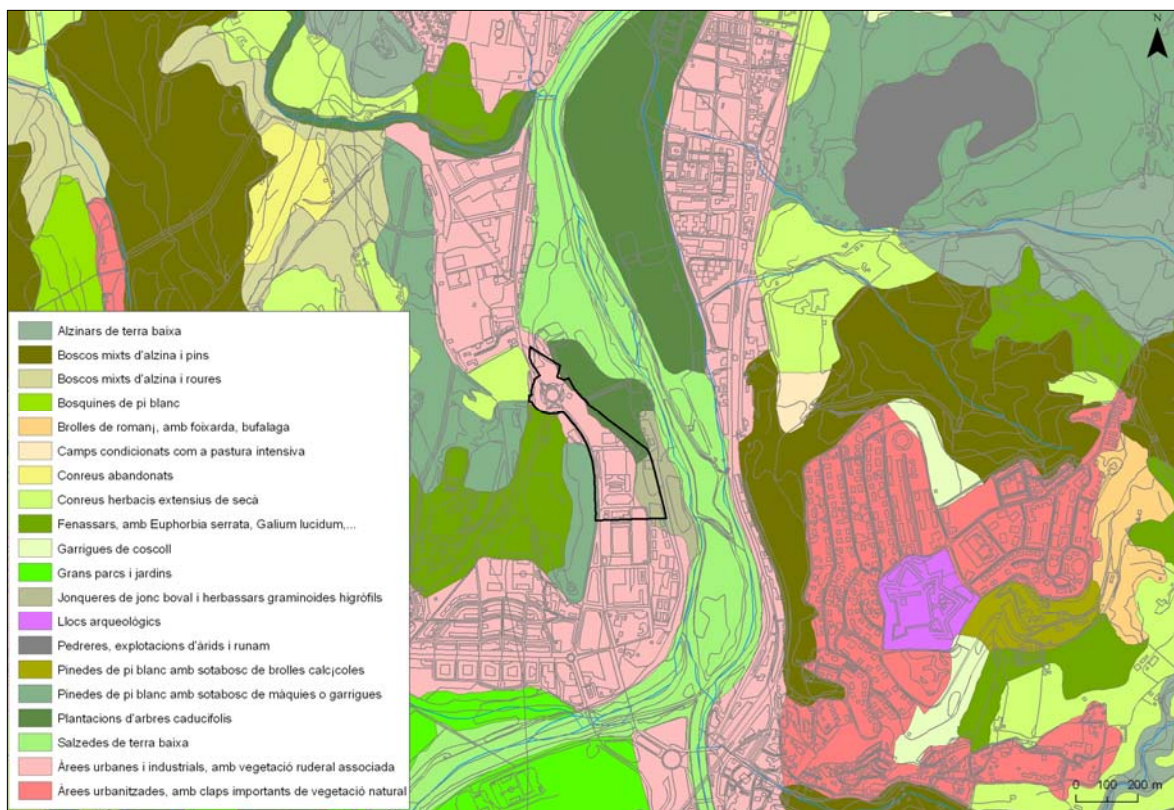 N
Alzinars de terra baixa
Boscos mixts d'alzina i pins
Boscos mixts d'alzina i roures
Bosquines de pi blanc
Brolles de roman¡, amb foixarda, bufalaga
Camps condicionats com a pastura intensiva
Conreus abandonats
Conreus herbacis extensius de secà
Fenassars, amb Euphorbia serrata, Galium lucidum,...
Garrigues de coscoll
Grans parcs i jardins
Jonqueres de jonc boval i herbassars graminoides higròfils
Llocs arqueològics
Pedreres, explotacions d'àrids i runam
Pinedes de pi blanc amb sotabosc de brolles calc¡coles
Pinedes de pi blanc amb sotabosc de màquies o garrigues
Plantacions d'arbres caducifolis
Salzedes de terra baixa
Àrees urbanes i industrials, amb vegetació ruderal associada
Àrees urbanitzades, amb claps importants de vegetació natural
0 100 200 m